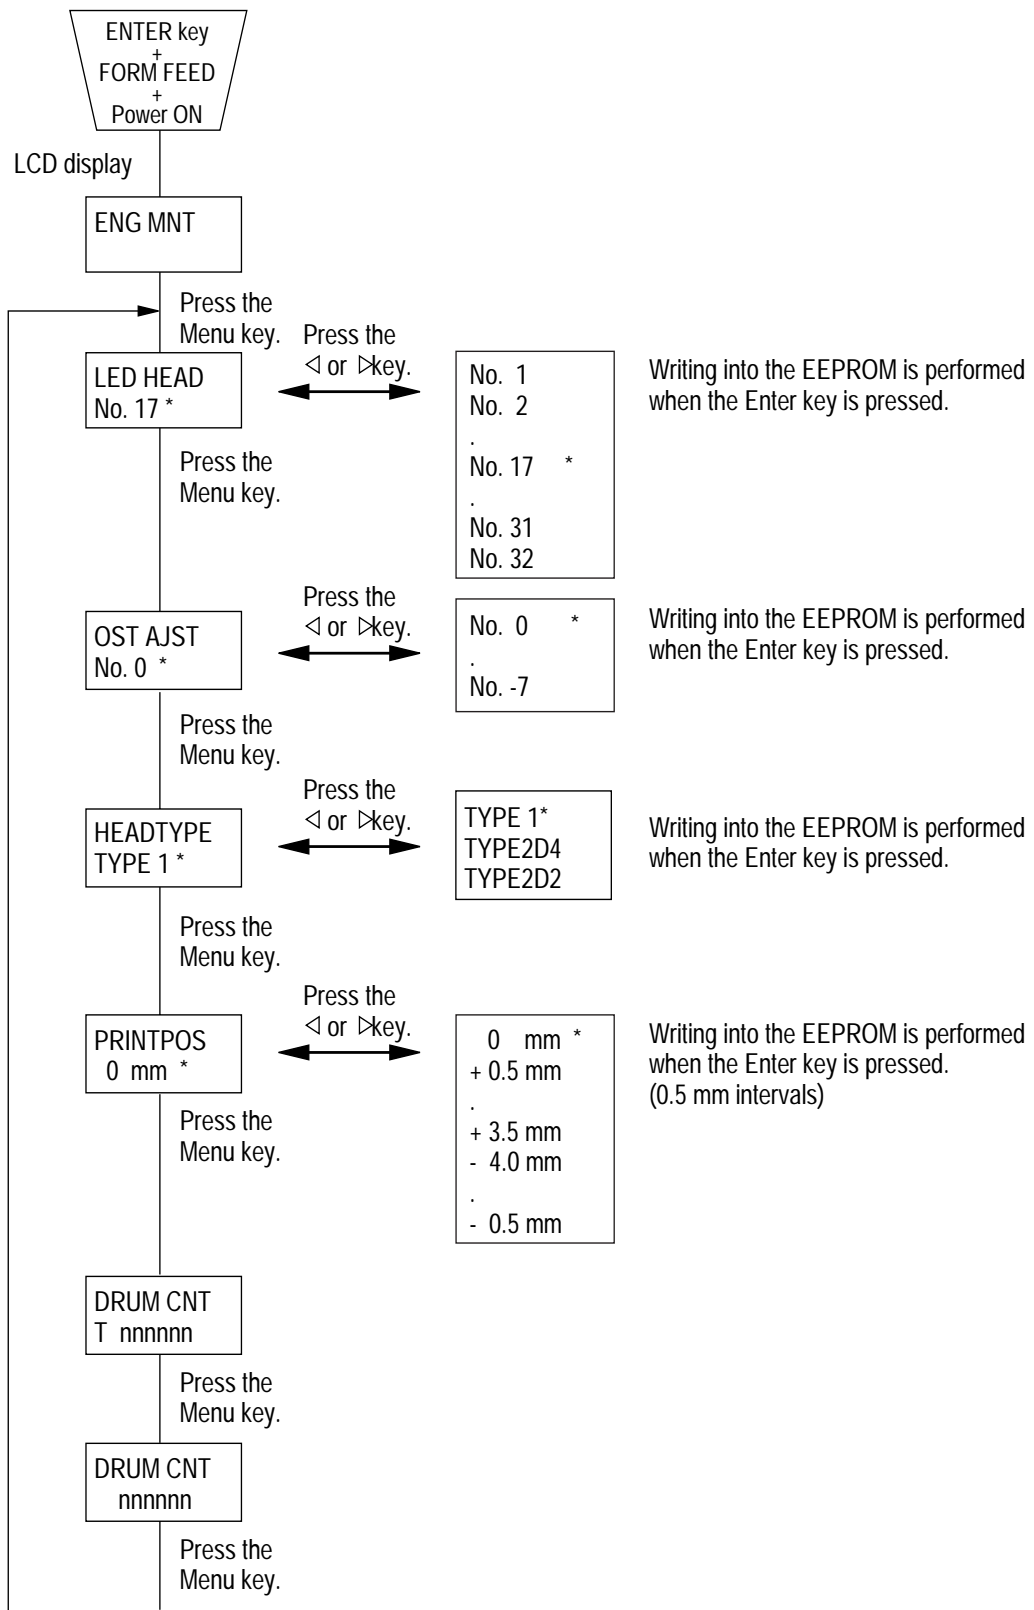 ENTER key
+
FORM FEED
+
Power ON
LCD display
ENG MNT
Press the
Menu key.
LED HEAD
No. 17 *
Press the
◁ or ▷key.
No. 1
No. 2
.
No. 17 *
.
No. 31
No. 32
Writing into the EEPROM is performed
when the Enter key is pressed.
Press the
Menu key.
OST AJST
No. 0 *
Press the
◁ or ▷key.
No. 0 *
.
No. -7
Writing into the EEPROM is performed
when the Enter key is pressed.
Press the
Menu key.
HEADTYPE
TYPE 1 *
Press the
◁ or ▷key.
TYPE 1*
TYPE2D4
TYPE2D2
Writing into the EEPROM is performed
when the Enter key is pressed.
Press the
Menu key.
PRINTPOS
0 mm *
Press the
◁ or ▷key.
0 mm *
+ 0.5 mm
.
+ 3.5 mm
- 4.0 mm
.
- 0.5 mm
Writing into the EEPROM is performed
when the Enter key is pressed.
(0.5 mm intervals)
Press the
Menu key.
DRUM CNT
T nnnnnn
Press the
Menu key.
DRUM CNT
nnnnnn
Press the
Menu key.